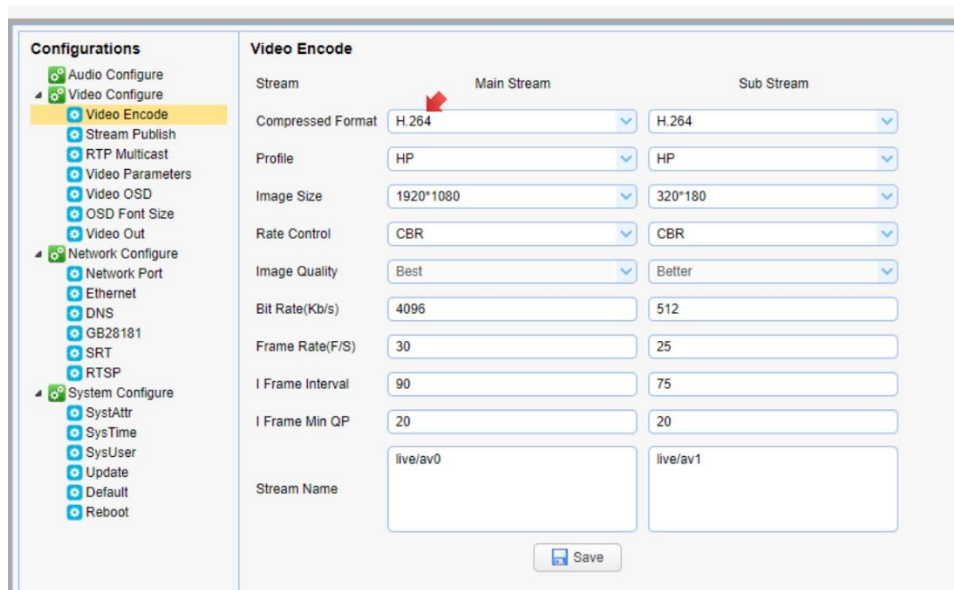 Configurations
Audio Configure
Video Configure
Video Encode
Stream Publish
RTP Multicast
Video Parameters
Video OSD
OSD Font Size
Video Out
Network Configure
Network Port
Ethernet
DNS
GB28181
SRT
RTSP
System Configure
SystAttr
SysTime
SysUser
Update
Default
Reboot
Video Encode
Stream Main Stream Sub Stream
Compressed Format H.264 H.264
Profile HP HP
Image Size 1920*1080 320*180
Rate Control CBR CBR
Image Quality Best Better
Bit Rate(Kb/s) 4096 512
Frame Rate(F/S) 30 25
I Frame Interval 90 75
I Frame Min QP 20 20
Stream Name live/av0 live/av1
Save